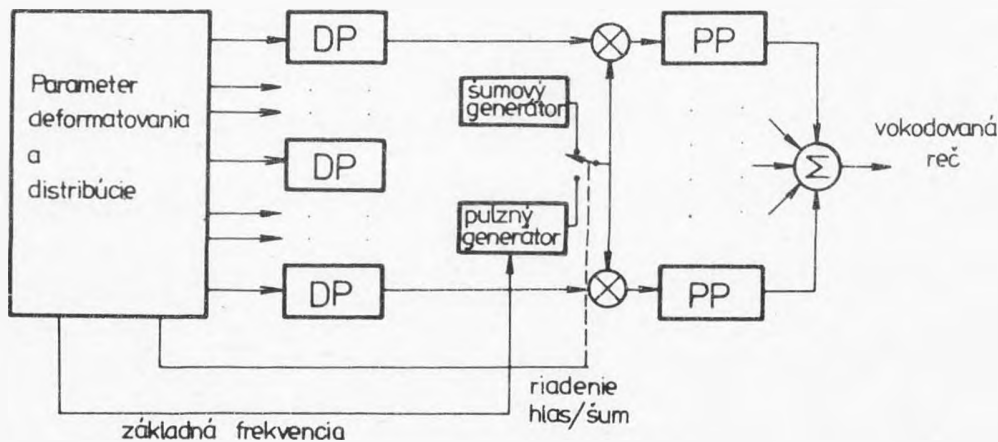 Parameter
deformatovania
a
distribúcie
DP
DP
DP
šumový
generátor
pulzný
generátor
PP
PP
Σ
vokodovaná
reč
riadenie
hlas/šum
základná frekvencia